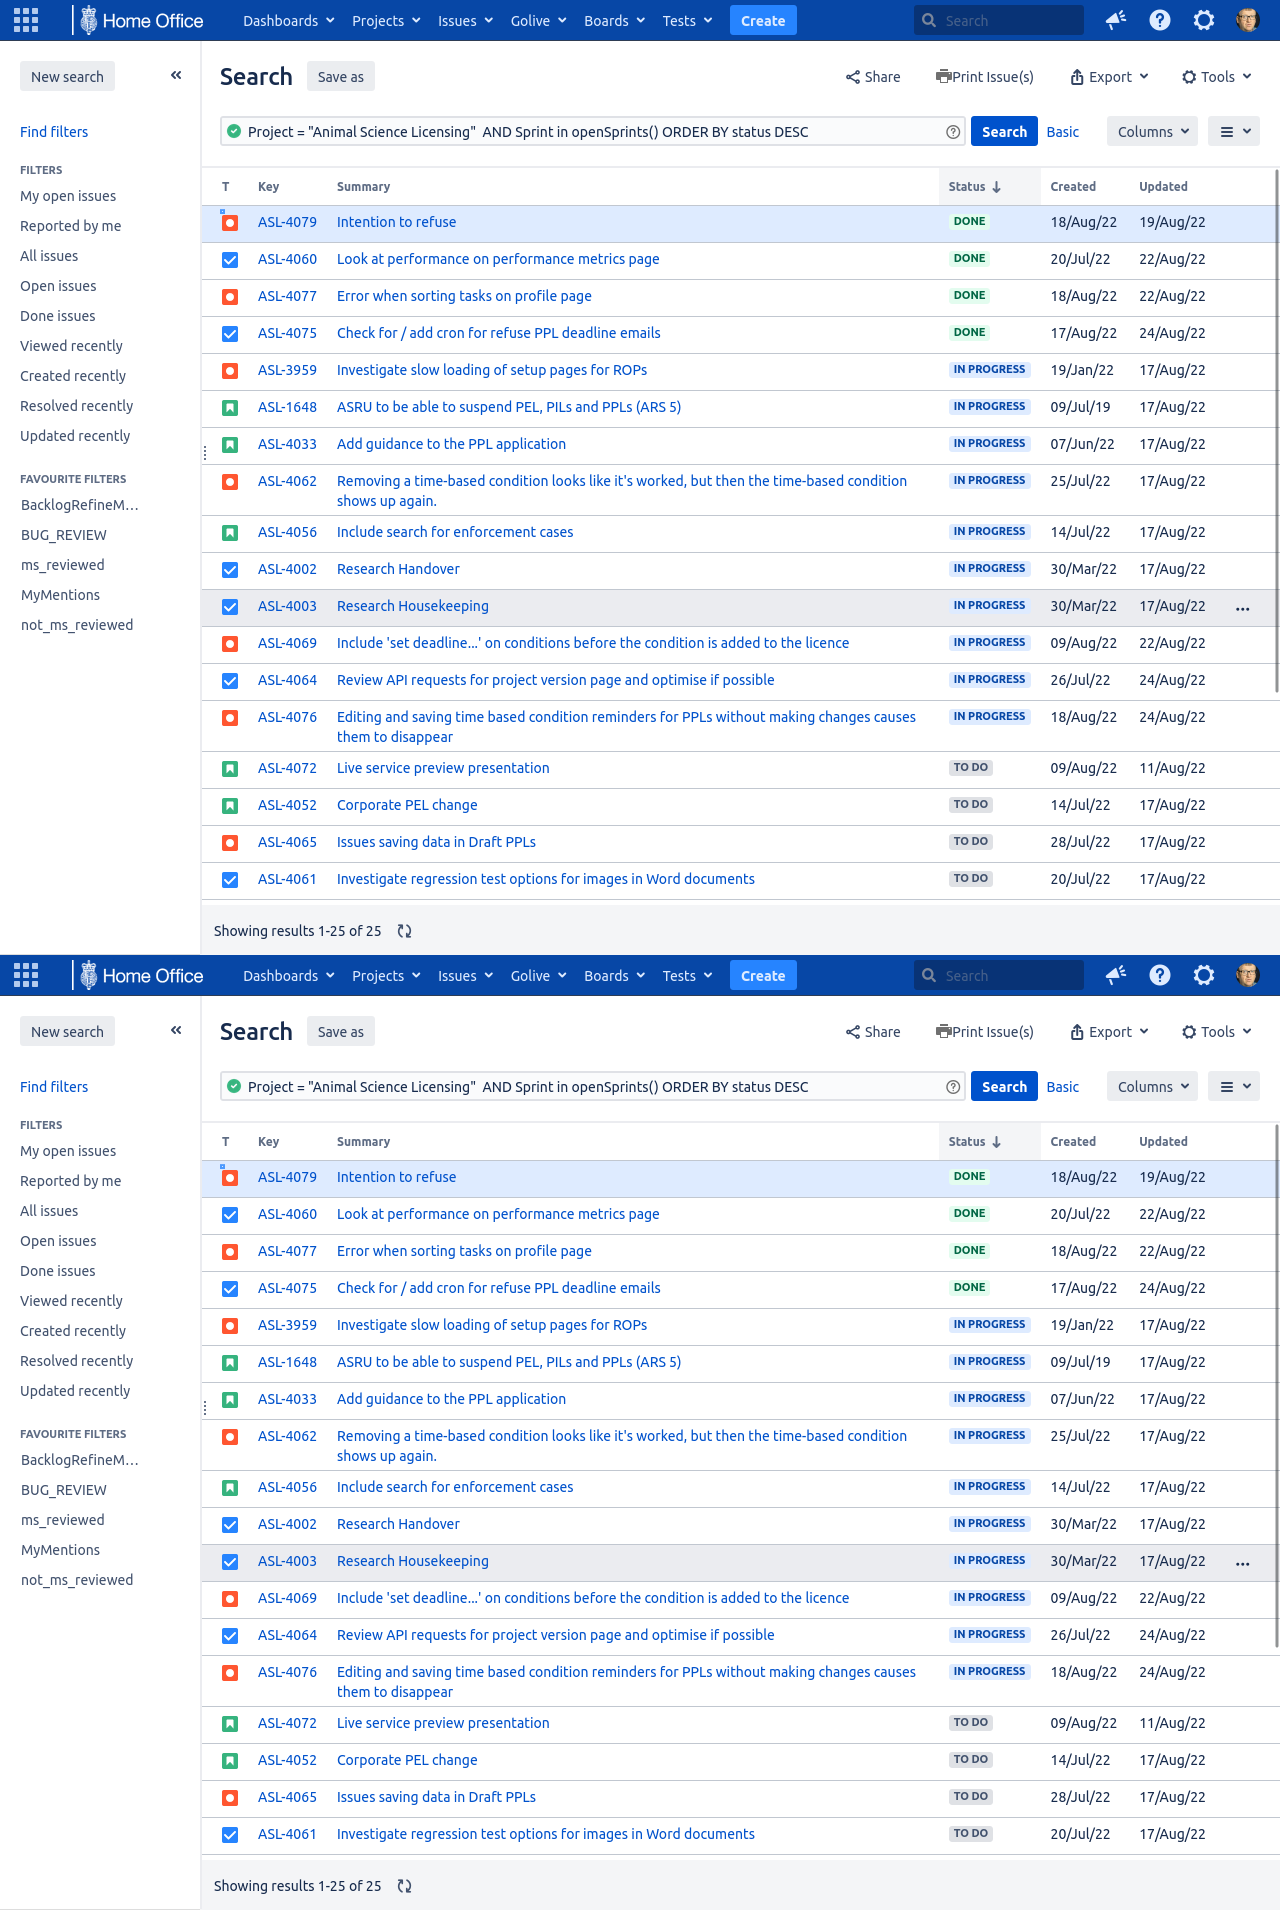 Home Office Dashboards Projects Issues Golive Boards Tests Create Search
New search
Search Save as Share Print Issue(s) Export Tools
Find filters
Project = "Animal Science Licensing" AND Sprint in openSprints() ORDER BY status DESC Search Basic Columns
FILTERS
My open issues
Reported by me
All issues
Open issues
Done issues
Viewed recently
Created recently
Resolved recently
Updated recently
FAVOURITE FILTERS
BacklogRefineM...
BUG_REVIEW
ms_reviewed
MyMentions
not_ms_reviewed
T Key Summary Status Created Updated
ASL-4079 Intention to refuse DONE 18/Aug/22 19/Aug/22
ASL-4060 Look at performance on performance metrics page DONE 20/Jul/22 22/Aug/22
ASL-4077 Error when sorting tasks on profile page DONE 18/Aug/22 22/Aug/22
ASL-4075 Check for / add cron for refuse PPL deadline emails DONE 17/Aug/22 24/Aug/22
ASL-3959 Investigate slow loading of setup pages for ROPs IN PROGRESS 19/Jan/22 17/Aug/22
ASL-1648 ASRU to be able to suspend PEL, PILs and PPLs (ARS 5) IN PROGRESS 09/Jul/19 17/Aug/22
ASL-4033 Add guidance to the PPL application IN PROGRESS 07/Jun/22 17/Aug/22
ASL-4062 Removing a time-based condition looks like it's worked, but then the time-based condition IN PROGRESS 25/Jul/22 17/Aug/22
shows up again.
ASL-4056 Include search for enforcement cases IN PROGRESS 14/Jul/22 17/Aug/22
ASL-4002 Research Handover IN PROGRESS 30/Mar/22 17/Aug/22
ASL-4003 Research Housekeeping IN PROGRESS 30/Mar/22 17/Aug/22
ASL-4069 Include 'set deadline...' on conditions before the condition is added to the licence IN PROGRESS 09/Aug/22 22/Aug/22
ASL-4064 Review API requests for project version page and optimise if possible IN PROGRESS 26/Jul/22 24/Aug/22
ASL-4076 Editing and saving time based condition reminders for PPLs without making changes causes IN PROGRESS 18/Aug/22 24/Aug/22
them to disappear
ASL-4072 Live service preview presentation TO DO 09/Aug/22 11/Aug/22
ASL-4052 Corporate PEL change TO DO 14/Jul/22 17/Aug/22
ASL-4065 Issues saving data in Draft PPLs TO DO 28/Jul/22 17/Aug/22
ASL-4061 Investigate regression test options for images in Word documents TO DO 20/Jul/22 17/Aug/22
Showing results 1-25 of 25
Home Office Dashboards Projects Issues Golive Boards Tests Create Search
New search
Search Save as Share Print Issue(s) Export Tools
Find filters
Project = "Animal Science Licensing" AND Sprint in openSprints() ORDER BY status DESC Search Basic Columns
FILTERS
My open issues
Reported by me
All issues
Open issues
Done issues
Viewed recently
Created recently
Resolved recently
Updated recently
FAVOURITE FILTERS
BacklogRefineM...
BUG_REVIEW
ms_reviewed
MyMentions
not_ms_reviewed
T Key Summary Status Created Updated
ASL-4079 Intention to refuse DONE 18/Aug/22 19/Aug/22
ASL-4060 Look at performance on performance metrics page DONE 20/Jul/22 22/Aug/22
ASL-4077 Error when sorting tasks on profile page DONE 18/Aug/22 22/Aug/22
ASL-4075 Check for / add cron for refuse PPL deadline emails DONE 17/Aug/22 24/Aug/22
ASL-3959 Investigate slow loading of setup pages for ROPs IN PROGRESS 19/Jan/22 17/Aug/22
ASL-1648 ASRU to be able to suspend PEL, PILs and PPLs (ARS 5) IN PROGRESS 09/Jul/19 17/Aug/22
ASL-4033 Add guidance to the PPL application IN PROGRESS 07/Jun/22 17/Aug/22
ASL-4062 Removing a time-based condition looks like it's worked, but then the time-based condition IN PROGRESS 25/Jul/22 17/Aug/22
shows up again.
ASL-4056 Include search for enforcement cases IN PROGRESS 14/Jul/22 17/Aug/22
ASL-4002 Research Handover IN PROGRESS 30/Mar/22 17/Aug/22
ASL-4003 Research Housekeeping IN PROGRESS 30/Mar/22 17/Aug/22
ASL-4069 Include 'set deadline...' on conditions before the condition is added to the licence IN PROGRESS 09/Aug/22 22/Aug/22
ASL-4064 Review API requests for project version page and optimise if possible IN PROGRESS 26/Jul/22 24/Aug/22
ASL-4076 Editing and saving time based condition reminders for PPLs without making changes causes IN PROGRESS 18/Aug/22 24/Aug/22
them to disappear
ASL-4072 Live service preview presentation TO DO 09/Aug/22 11/Aug/22
ASL-4052 Corporate PEL change TO DO 14/Jul/22 17/Aug/22
ASL-4065 Issues saving data in Draft PPLs TO DO 28/Jul/22 17/Aug/22
ASL-4061 Investigate regression test options for images in Word documents TO DO 20/Jul/22 17/Aug/22
Showing results 1-25 of 25